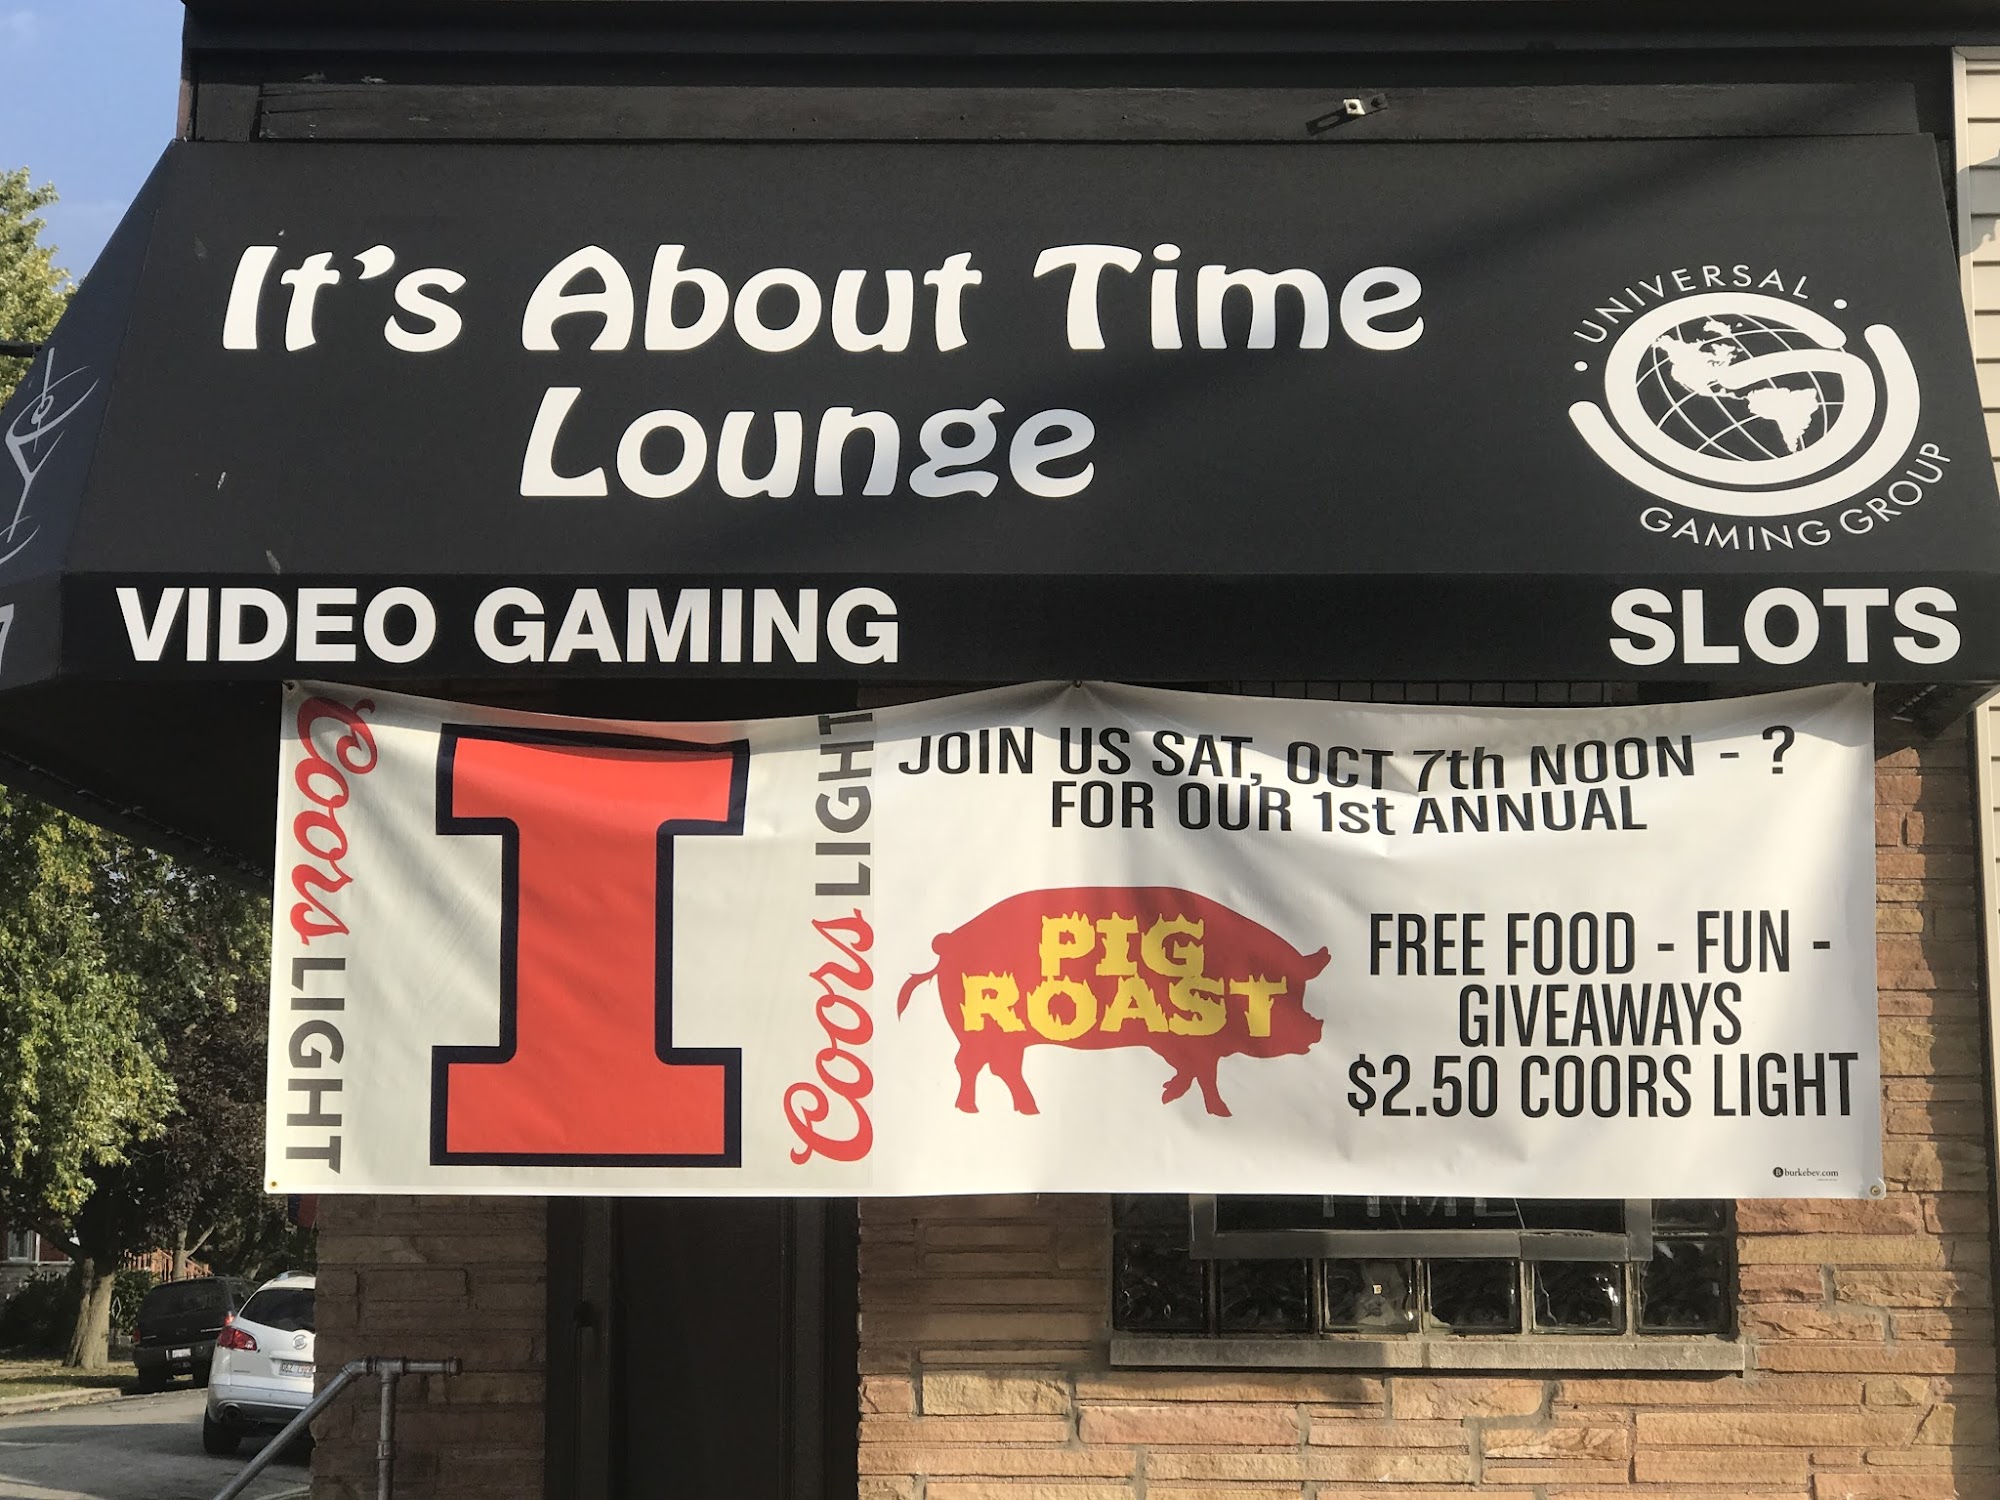 It's About Time
Lounge
UNIVERSAL
GAMING GROUP
VIDEO GAMING
SLOTS
Coors LIGHT
I
Coors LIGHT
JOIN US SAT, OCT 7th NOON - ?
FOR OUR 1st ANNUAL
PIG
ROAST
FREE FOOD - FUN -
GIVEAWAYS
$2.50 COORS LIGHT
B burkebev.com